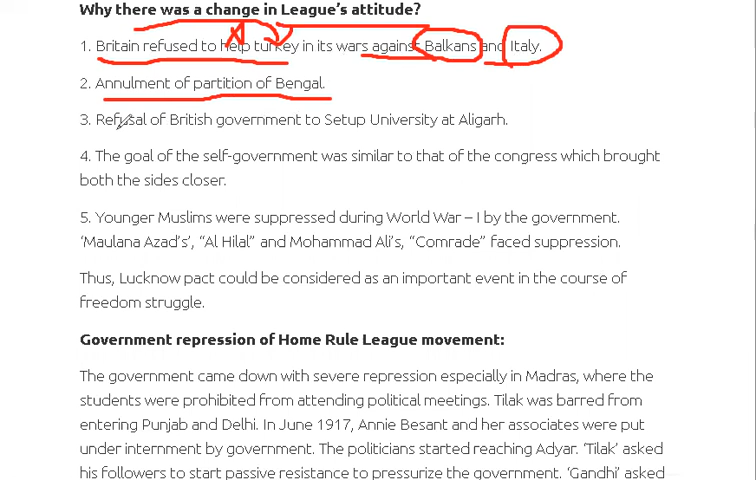 Why there was a change in League's attitude?
1. Britain refused to help turkey in its wars against Balkans and Italy.
2. Annulment of partition of Bengal.
3. Refusal of British government to Setup University at Aligarh.
4. The goal of the self-government was similar to that of the congress which brought
both the sides closer.
5. Younger Muslims were suppressed during World War – I by the government.
‘Maulana Azad’s’, “Al Hilal” and Mohammad Ali’s, “Comrade” faced suppression.
Thus, Lucknow pact could be considered as an important event in the course of
freedom struggle.
Government repression of Home Rule League movement:
The government came down with severe repression especially in Madras, where the
students were prohibited from attending political meetings. Tilak was barred from
entering Punjab and Delhi. In June 1917, Annie Besant and her associates were put
under internment by government. The politicians started reaching Adyar. ‘Tilak’ asked
his followers to start passive resistance to pressurize the government. ‘Gandhi’ asked